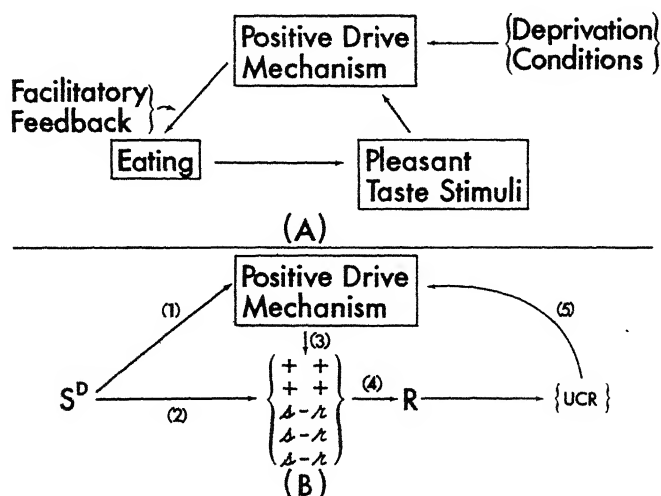 Positive Drive
Mechanism
{Deprivation
Conditions}
Facilitatory
Feedback}
Eating
Pleasant
Taste Stimuli
(A)
Positive Drive
Mechanism
(1)
(5)
(3)
S^D
(2)
+ +
+ +
s-r
s-r
s-r
(4)
R
{UCR}
(B)